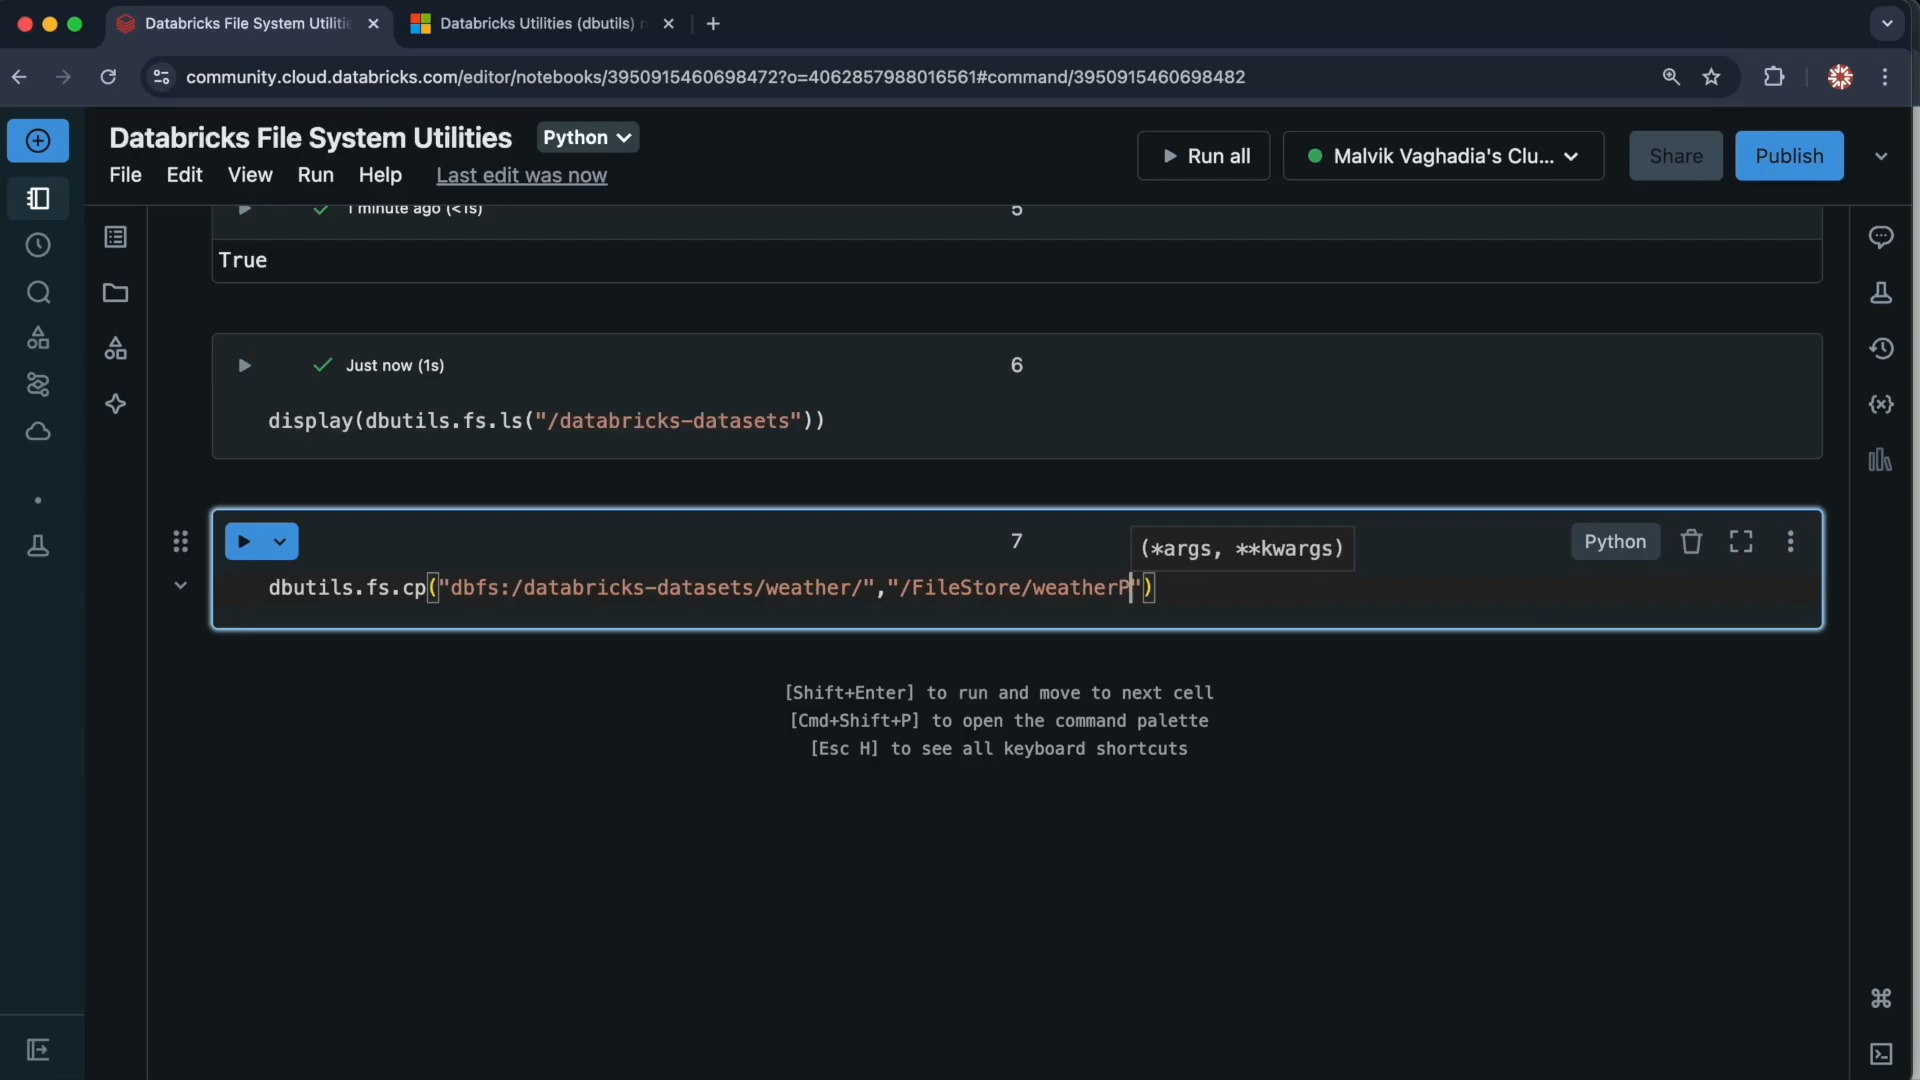 Databricks File System Utilitie
Databricks Utilities (dbutils) r
community.cloud.databricks.com/editor/notebooks/3950915460698472?o=4062857988016561#command/3950915460698482
Databricks File System Utilities
Python
File Edit View Run Help Last edit was now
Run all
Malvik Vaghadia's Clu...
Share
Publish
1 minute ago (<1s)
5
True
Just now (1s)
6
display(dbutils.fs.ls("/databricks-datasets"))
7
(*args, **kwargs)
Python
dbutils.fs.cp("dbfs:/databricks-datasets/weather/","/FileStore/weatherP")
[Shift+Enter] to run and move to next cell
[Cmd+Shift+P] to open the command palette
[Esc H] to see all keyboard shortcuts